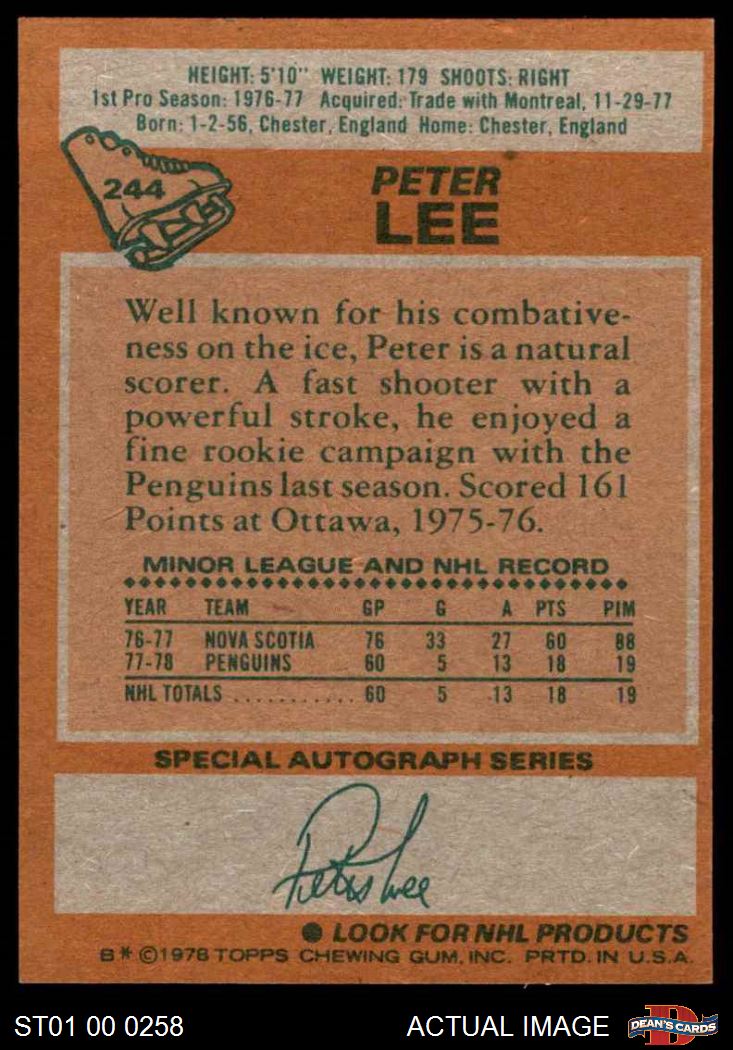 HEIGHT: 5'10" WEIGHT: 179 SHOOTS: RIGHT
1st Pro Season: 1976-77 Acquired: Trade with Montreal, 11-29-77
Born: 1-2-56, Chester, England Home: Chester, England
244
PETER
LEE
Well known for his combative-
ness on the ice, Peter is a natural
scorer. A fast shooter with a
powerful stroke, he enjoyed a
fine rookie campaign with the
Penguins last season. Scored 161
Points at Ottawa, 1975-76.
MINOR LEAGUE AND NHL RECORD
YEAR TEAM GP G A PTS PIM
76-77 NOVA SCOTIA 76 33 27 60 88
77-78 PENGUINS 60 5 13 18 19
NHL TOTALS ........... 60 5 13 18 19
SPECIAL AUTOGRAPH SERIES
Peter Lee
● LOOK FOR NHL PRODUCTS
B* ©1978 TOPPS CHEWING GUM, INC. PRTD. IN U.S.A.
ST01 00 0258 ACTUAL IMAGE DEAN'S CARDS